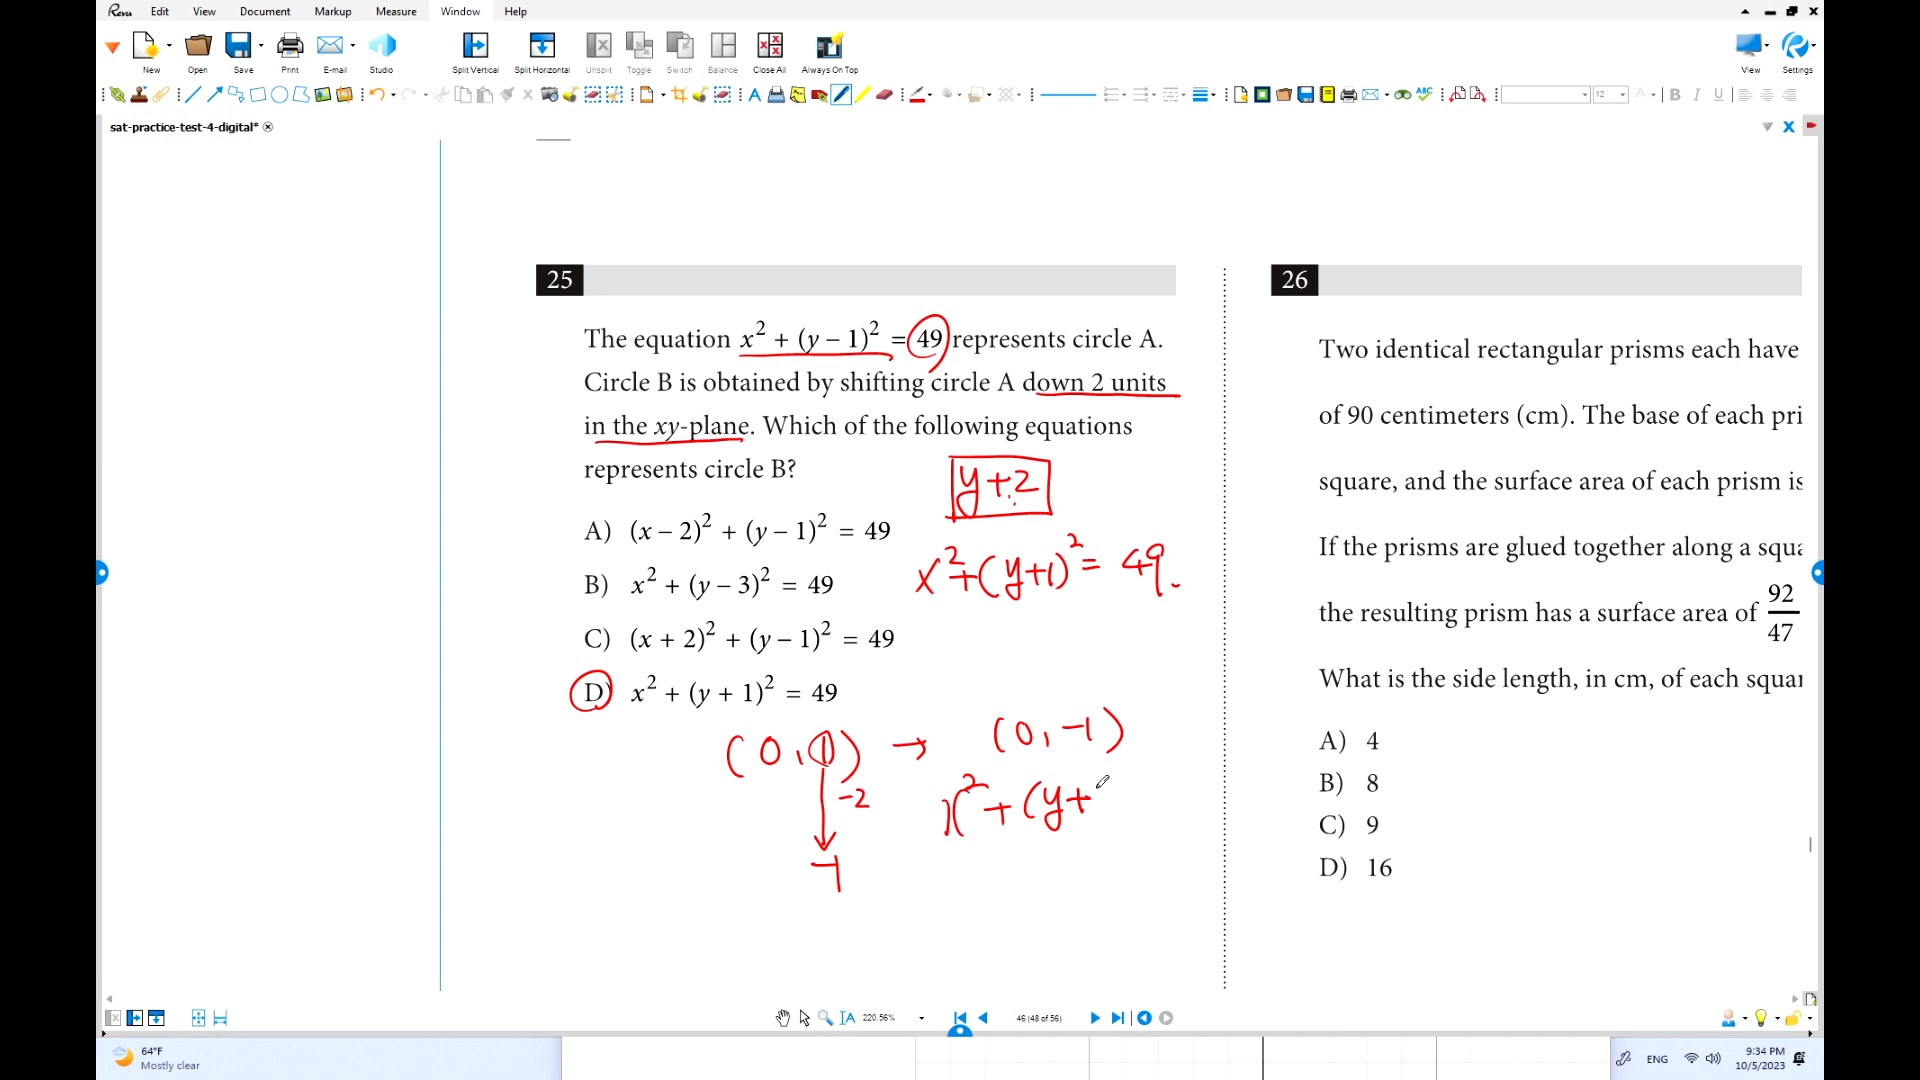 Revu Edit View Document Markup Measure Window Help
New Open Save Print E-mail Studio Split Vertical Split Horizontal Unsplit Toggle Switch Balance Close All Always On Top View Settings
12 B I U
sat-practice-test-4-digital*
25
The equation x² + (y − 1)² = 49 represents circle A.
Circle B is obtained by shifting circle A down 2 units
in the xy-plane. Which of the following equations
represents circle B?
y+2
A) (x − 2)² + (y − 1)² = 49
x²+(y+1)² = 49.
B) x² + (y − 3)² = 49
C) (x + 2)² + (y − 1)² = 49
D) x² + (y + 1)² = 49
(0, 1) → (0, -1)
-2
x² + (y+
-1
26
Two identical rectangular prisms each have
of 90 centimeters (cm). The base of each pri
square, and the surface area of each prism is
If the prisms are glued together along a squa
the resulting prism has a surface area of 92/47
What is the side length, in cm, of each squar
A) 4
B) 8
C) 9
D) 16
220.56% 46 (48 of 56)
64°F
Mostly clear
ENG
9:34 PM
10/5/2023